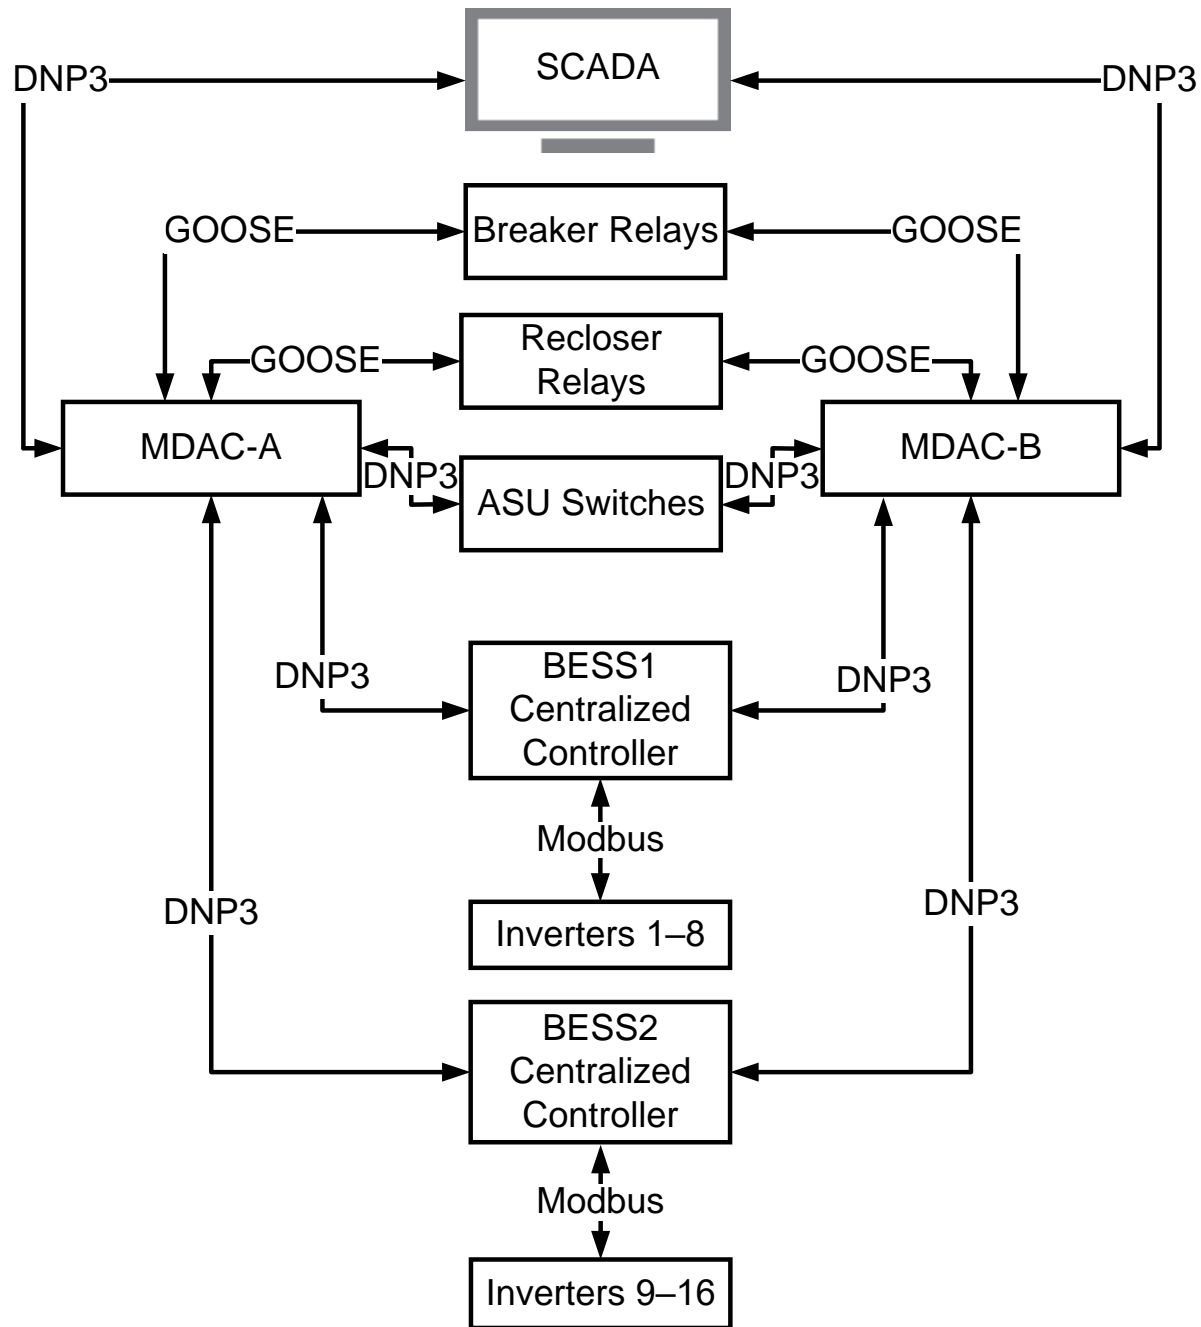 SCADA
DNP3
DNP3
GOOSE
Breaker Relays
GOOSE
GOOSE
Recloser
Relays
GOOSE
MDAC-A
MDAC-B
DNP3
ASU Switches
DNP3
DNP3
BESS1
Centralized
Controller
DNP3
Modbus
DNP3
Inverters 1–8
DNP3
BESS2
Centralized
Controller
Modbus
Inverters 9–16